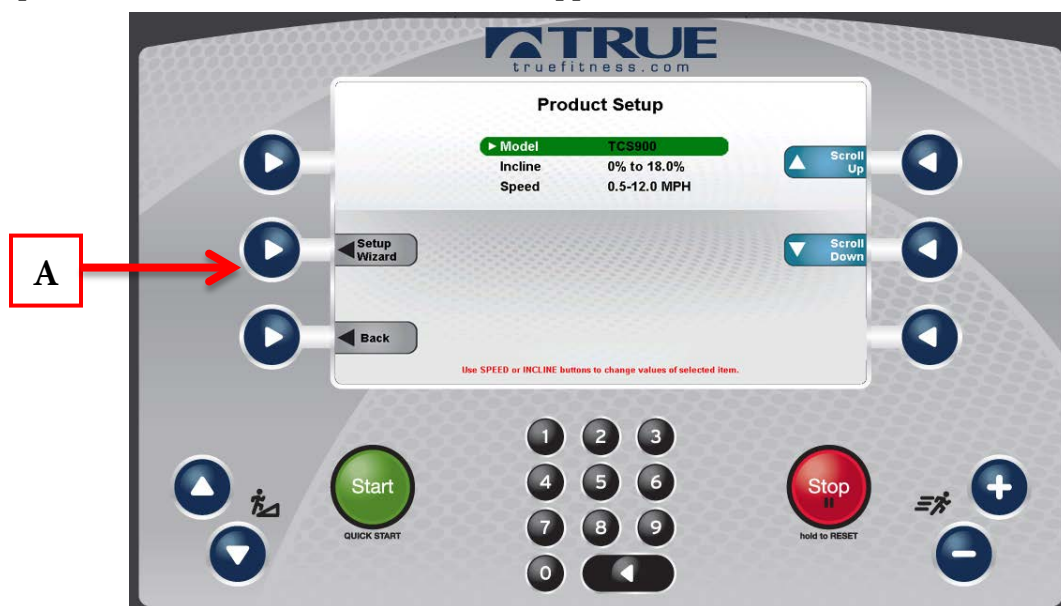 TRUE
truefitness.com
Product Setup
Model TCS900
Incline 0% to 18.0%
Speed 0.5-12.0 MPH
Scroll
Up
Setup
Wizard
Scroll
Down
A
Back
Use SPEED or INCLINE buttons to change values of selected item.
1 2 3
4 5 6
7 8 9
0
Start
QUICK START
Stop
hold to RESET